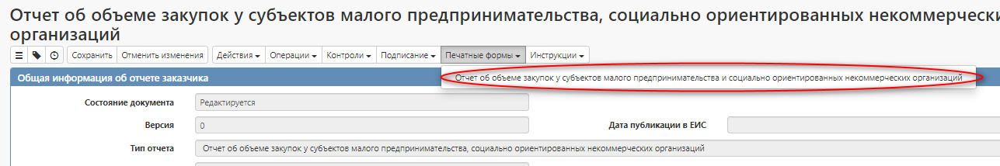 Отчет об объеме закупок у субъектов малого предпринимательства, социально ориентированных некоммерчески
организаций
Сохранить Отменить изменения Действия Операции Контроли Подписание Печатные формы Инструкции
Общая информация об отчете заказчика
Отчет об объеме закупок у субъектов малого предпринимательства и социально ориентированных некоммерческих организаций
Состояние документа Редактируется
Версия 0 Дата публикации в ЕИС
Тип отчета Отчет об объеме закупок у субъектов малого предпринимательства, социально ориентированных некоммерческих организаций